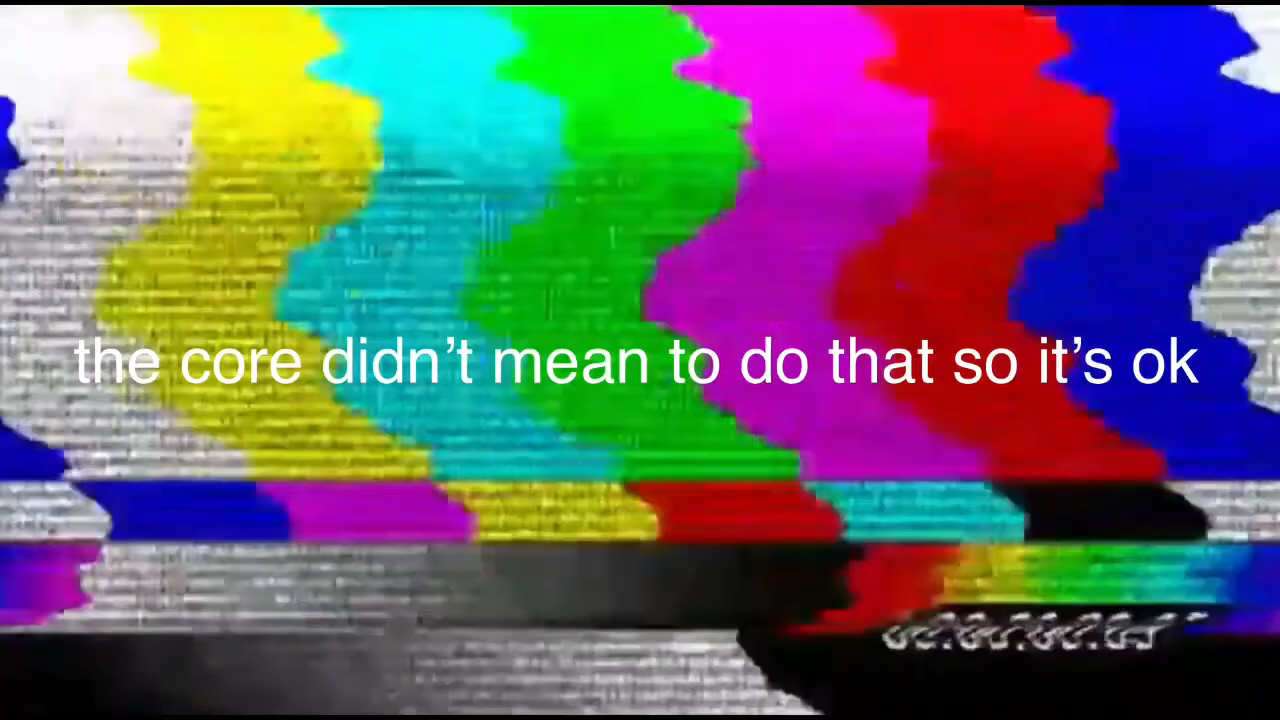 the core didn’t mean to do that so it’s ok